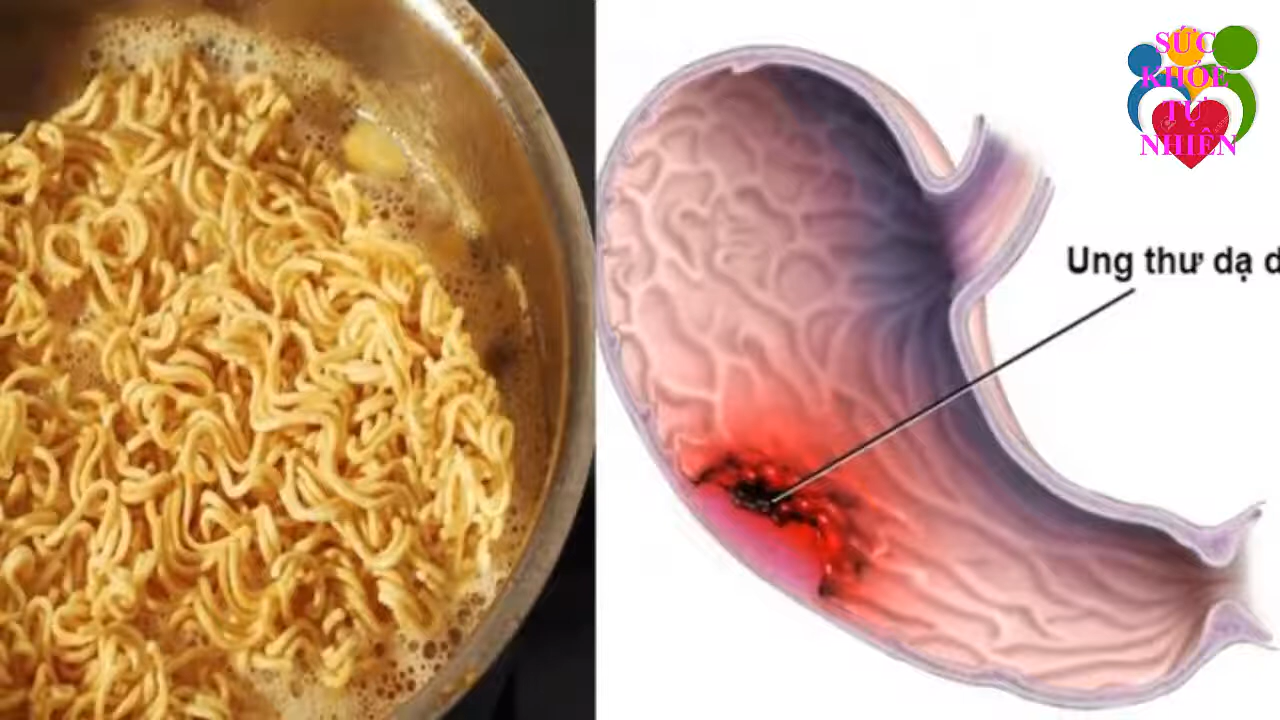 SỨC
KHỎE
TỰ
NHIÊN
Ung thư dạ d